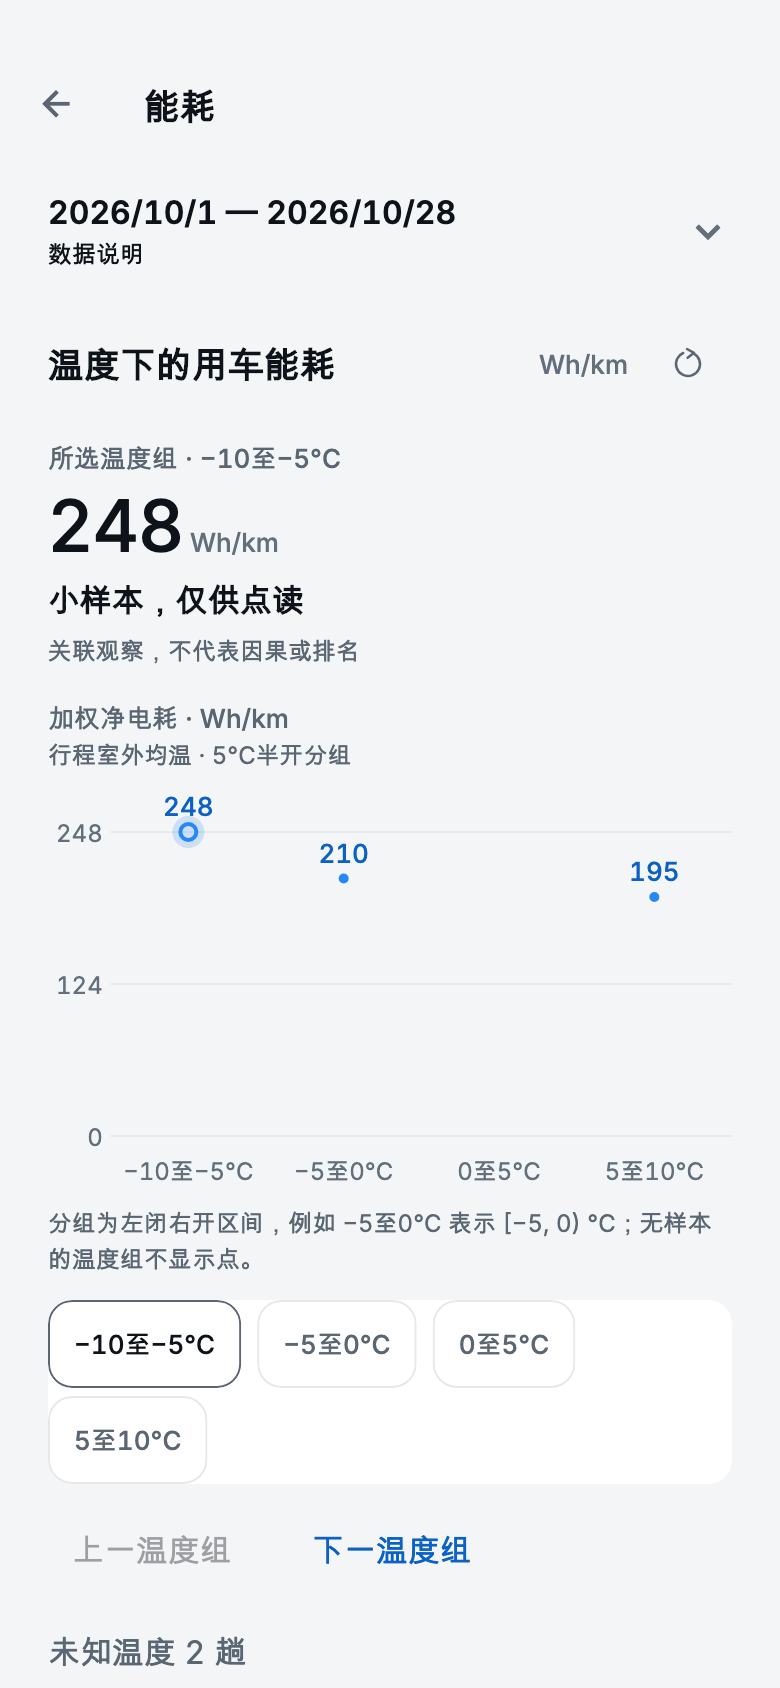 能耗
2026/10/1 — 2026/10/28
数据说明
温度下的用车能耗 Wh/km
所选温度组 · −10至−5°C
248 Wh/km
小样本，仅供点读
关联观察，不代表因果或排名
加权净电耗 · Wh/km
行程室外均温 · 5°C半开分组
248
248
210
195
124
0
−10至−5°C −5至0°C 0至5°C 5至10°C
分组为左闭右开区间，例如 −5至0°C 表示 [−5, 0) °C；无样本
的温度组不显示点。
−10至−5°C −5至0°C 0至5°C
5至10°C
上一温度组 下一温度组
未知温度 2 趟